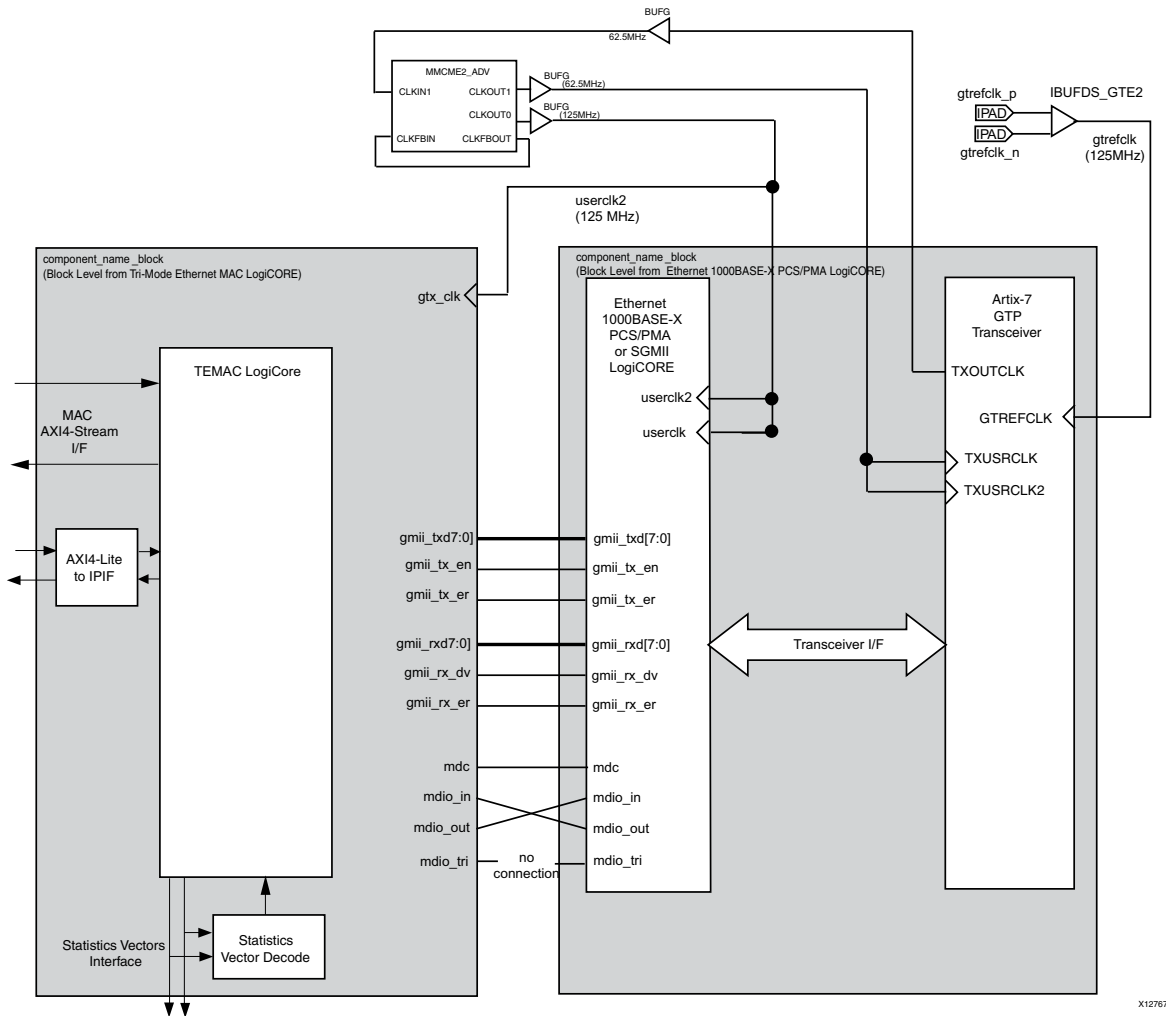 BUFG
62.5MHz
MMCME2_ADV
CLKIN1
CLKOUT1
CLKOUT0
CLKFBIN
CLKFBOUT
BUFG
(62.5MHz)
BUFG
(125MHz)
gtrefclk_p
IPAD
IPAD
gtrefclk_n
IBUFDS_GTE2
gtrefclk
(125MHz)
userclk2
(125 MHz)
component_name_block
(Block Level from Tri-Mode Ethernet MAC LogiCORE)
gtx_clk
TEMAC LogiCore
MAC
AXI4-Stream
I/F
AXI4-Lite
to IPIF
gmii_txd7:0]
gmii_tx_en
gmii_tx_er
gmii_rxd7:0]
gmii_rx_dv
gmii_rx_er
mdc
mdio_in
mdio_out
mdio_tri
no
connection
Statistics Vectors
Interface
Statistics
Vector Decode
component_name_block
(Block Level from Ethernet 1000BASE-X PCS/PMA LogiCORE)
Ethernet
1000BASE-X
PCS/PMA
or SGMII
LogiCORE
userclk2
userclk
gmii_txd[7:0]
gmii_tx_en
gmii_tx_er
gmii_rxd[7:0]
gmii_rx_dv
gmii_rx_er
mdc
mdio_in
mdio_out
mdio_tri
Transceiver I/F
Artix-7
GTP
Transceiver
TXOUTCLK
GTREFCLK
TXUSRCLK
TXUSRCLK2
X12767